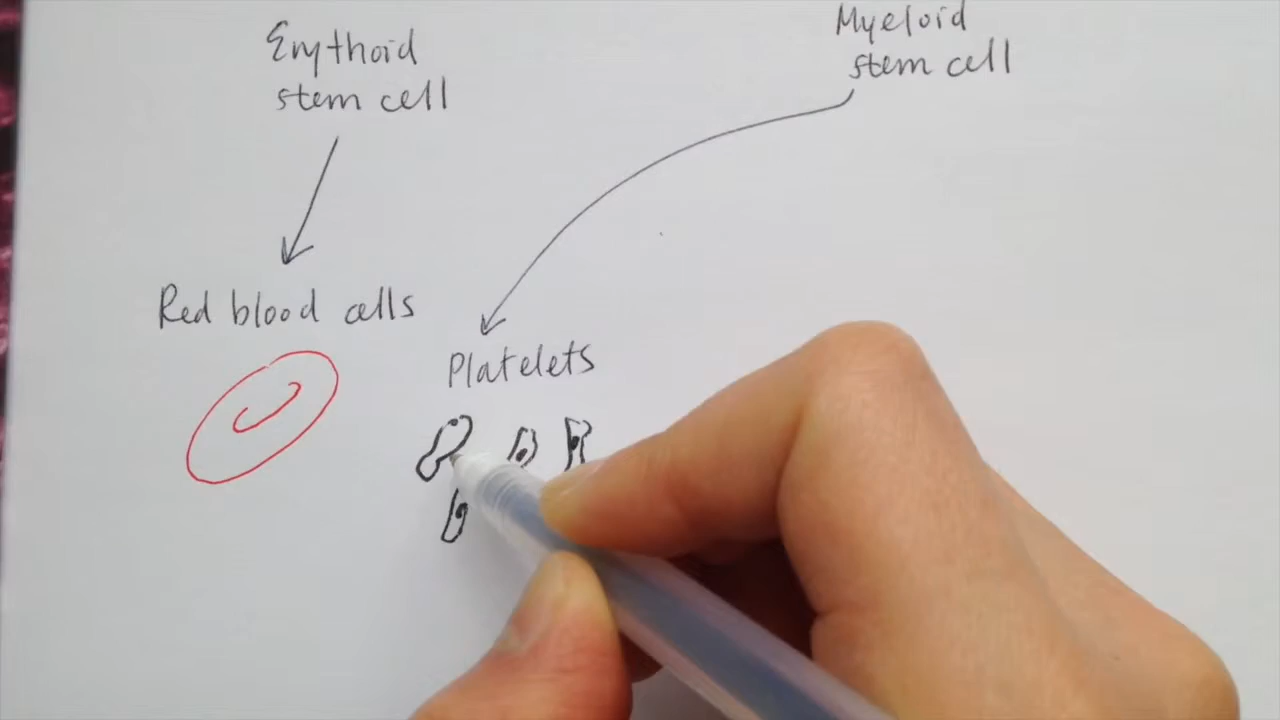 Erythoid
stem cell
Myeloid
stem cell
Red blood cells
Platelets